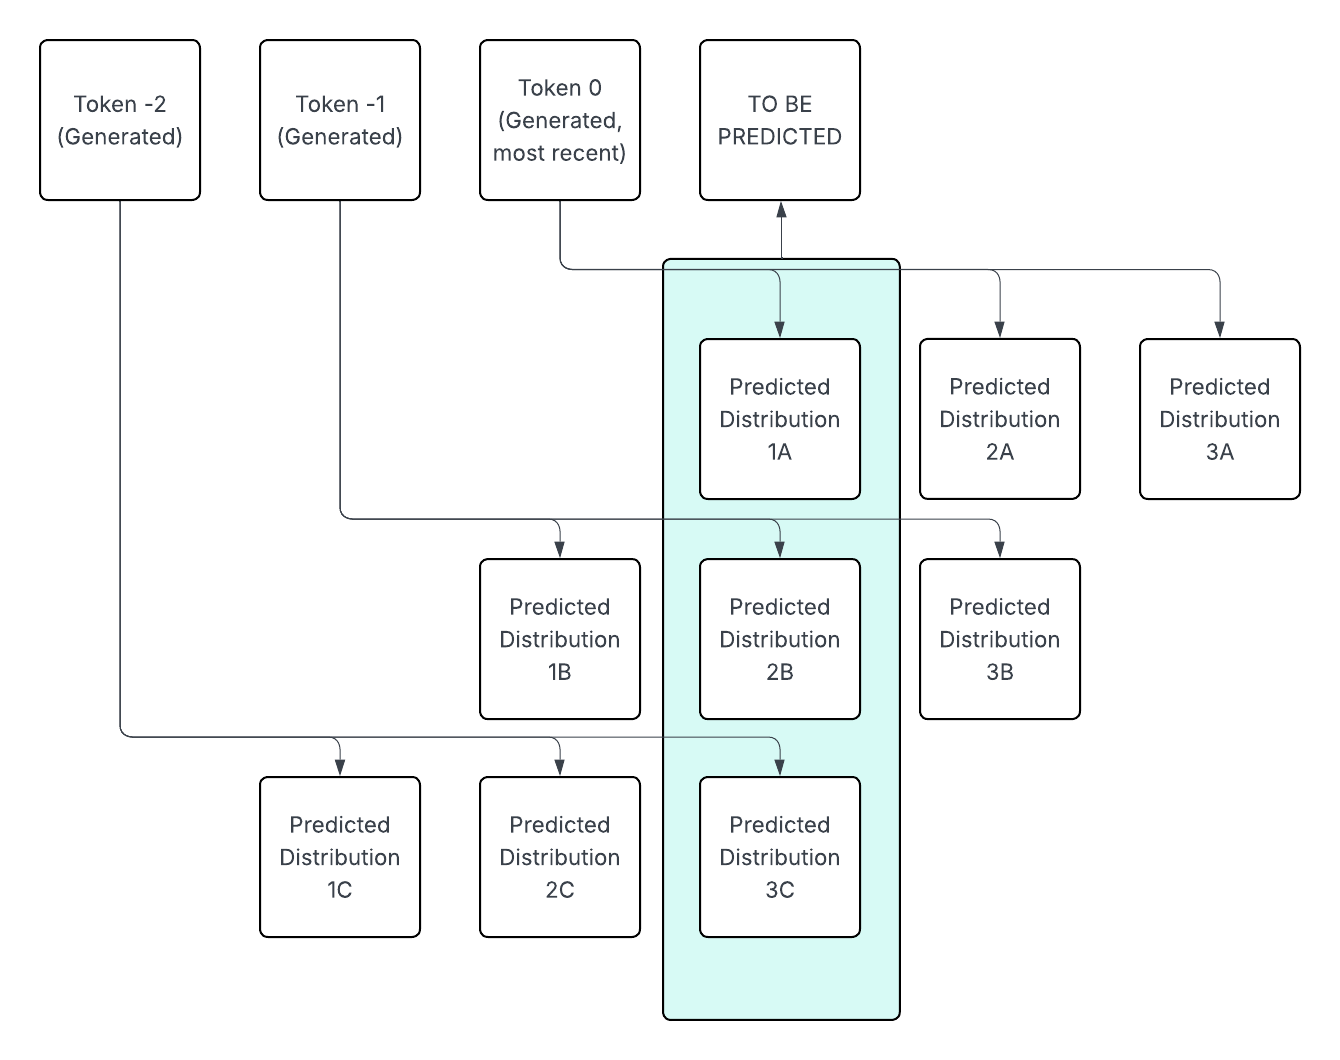 Token -2
(Generated)
Token -1
(Generated)
Token 0
(Generated,
most recent)
TO BE
PREDICTED
Predicted
Distribution
1A
Predicted
Distribution
2A
Predicted
Distribution
3A
Predicted
Distribution
1B
Predicted
Distribution
2B
Predicted
Distribution
3B
Predicted
Distribution
1C
Predicted
Distribution
2C
Predicted
Distribution
3C